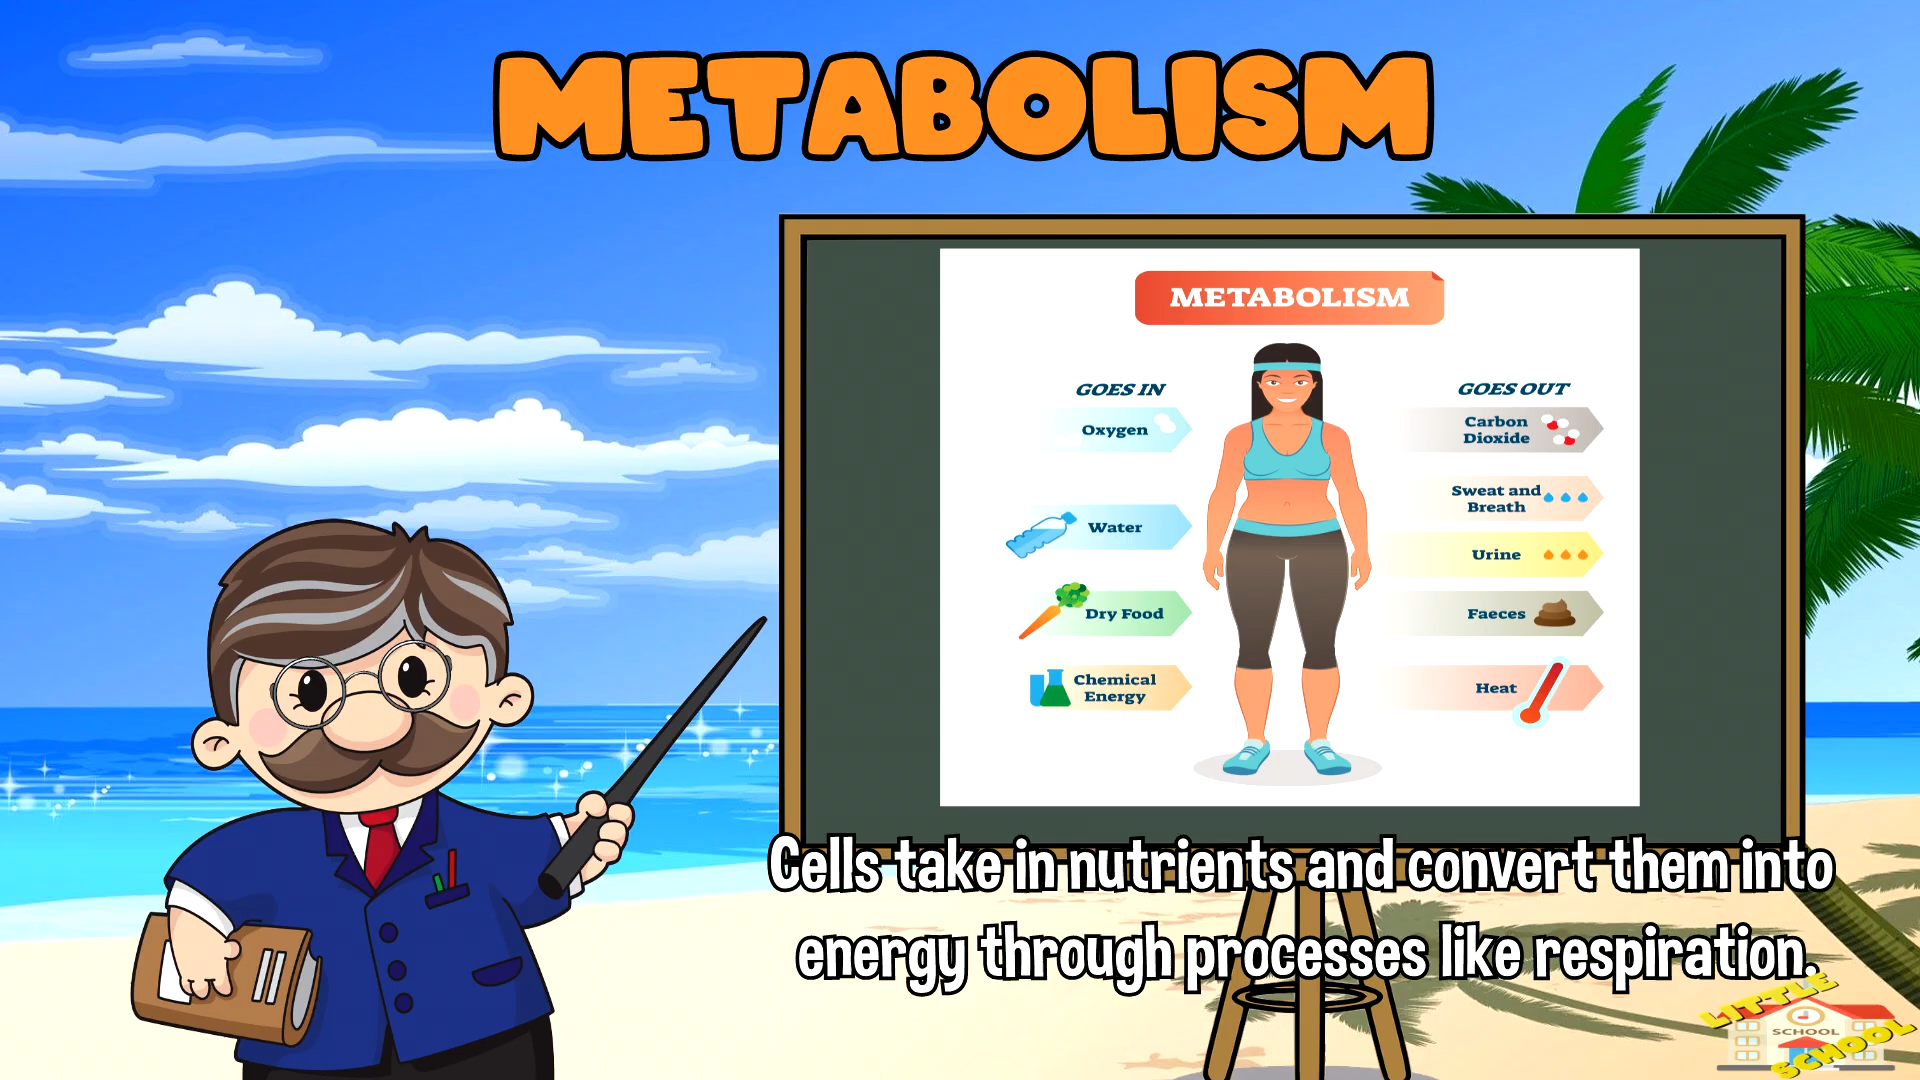 METABOLISM
METABOLISM
GOES IN
Oxygen
Water
Dry Food
Chemical
Energy
GOES OUT
Carbon
Dioxide
Sweat and
Breath
Urine
Faeces
Heat
Cells take in nutrients and convert them into
energy through processes like respiration.
LITTLE
SCHOOL
SCHOOL